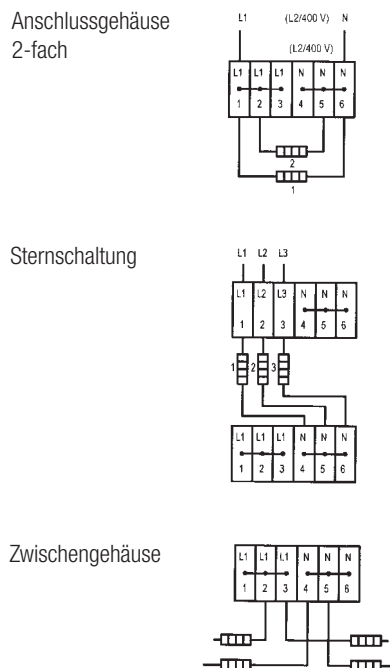 Anschlussgehäuse
2-fach
L1 (L2/400 V) N
(L2/400 V)
L1 L1 L1 N N N
1 2 3 4 5 6
2
1
Sternschaltung
L1 L2 L3
L1 L2 L3 N N N
1 2 3 4 5 6
1 2 3
L1 L1 L1 N N N
1 2 3 4 5 6
Zwischengehäuse
L1 L1 L1 N N N
1 2 3 4 5 6